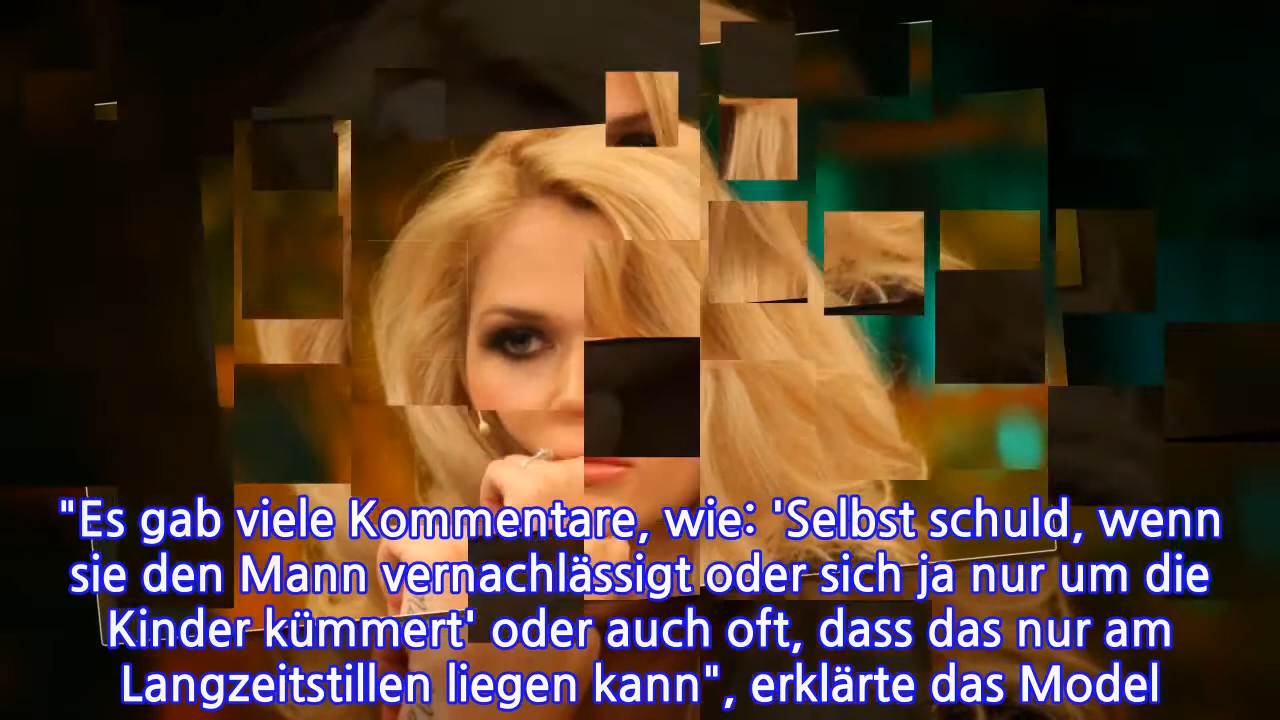 "Es gab viele Kommentare, wie: 'Selbst schuld, wenn
sie den Mann vernachlässigt oder sich ja nur um die
Kinder kümmert' oder auch oft, dass das nur am
Langzeitstillen liegen kann", erklärte das Model